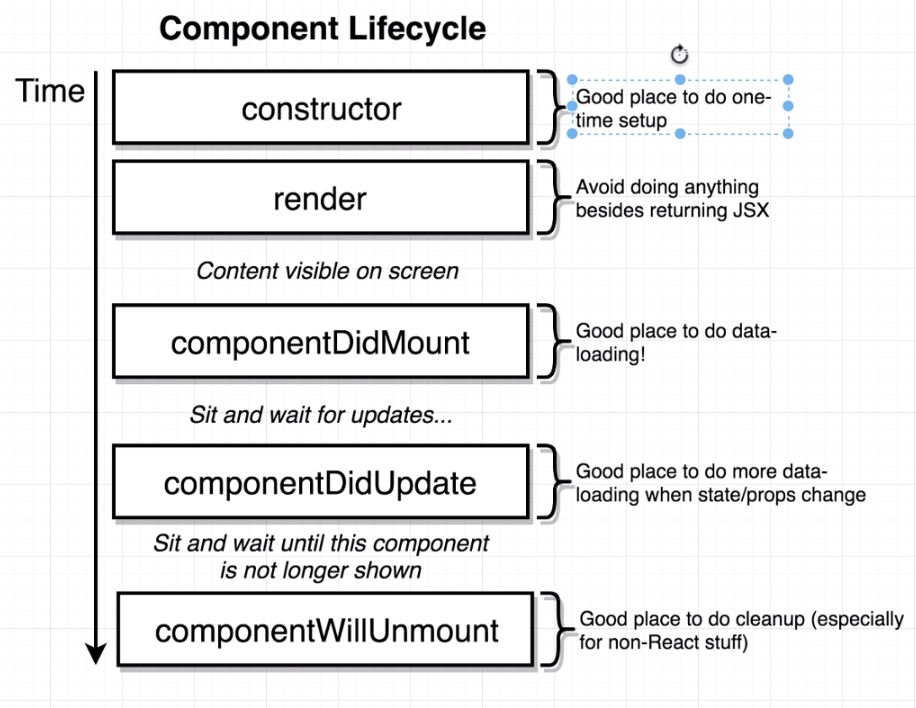 Component Lifecycle
Time
constructor
Good place to do one-
time setup
render
Avoid doing anything
besides returning JSX
Content visible on screen
componentDidMount
Good place to do data-
loading!
Sit and wait for updates...
componentDidUpdate
Good place to do more data-
loading when state/props change
Sit and wait until this component
is not longer shown
componentWillUnmount
Good place to do cleanup (especially
for non-React stuff)